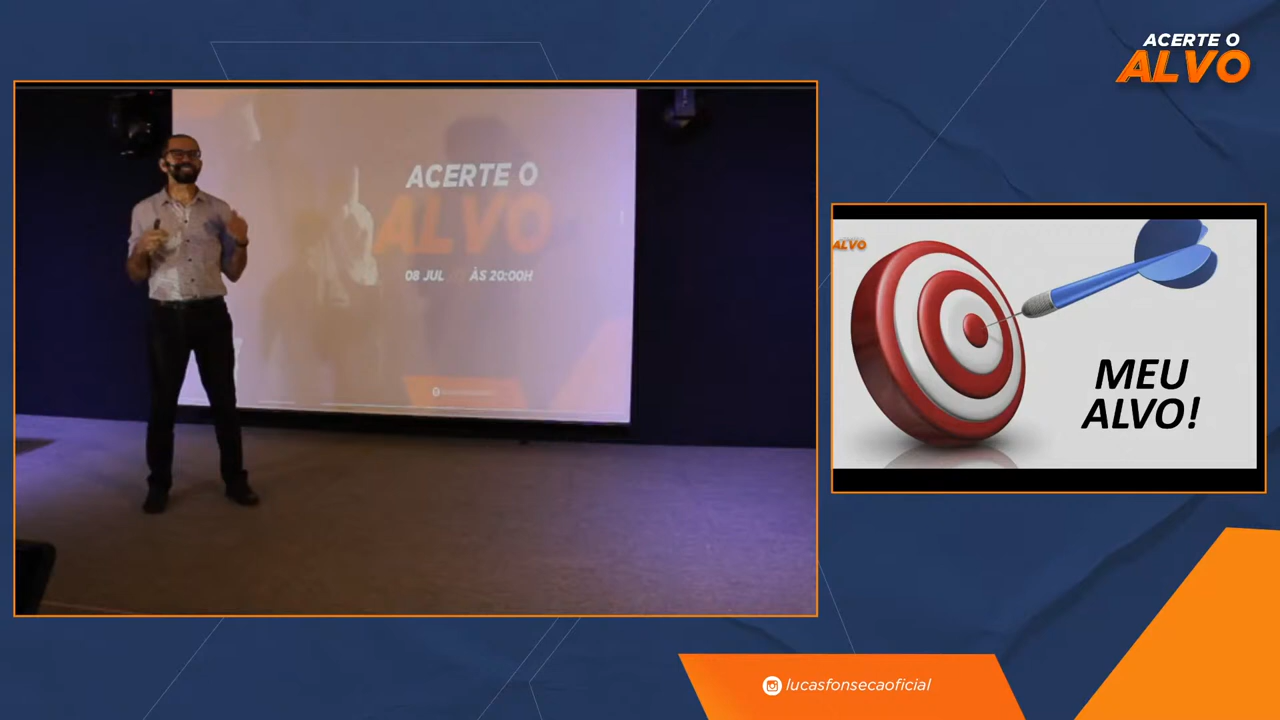 ACERTE O
ALVO
ACERTE O
ALVO
08 JUL ÀS 20:00H
ALVO
MEU
ALVO!
lucasfonsecaoficial